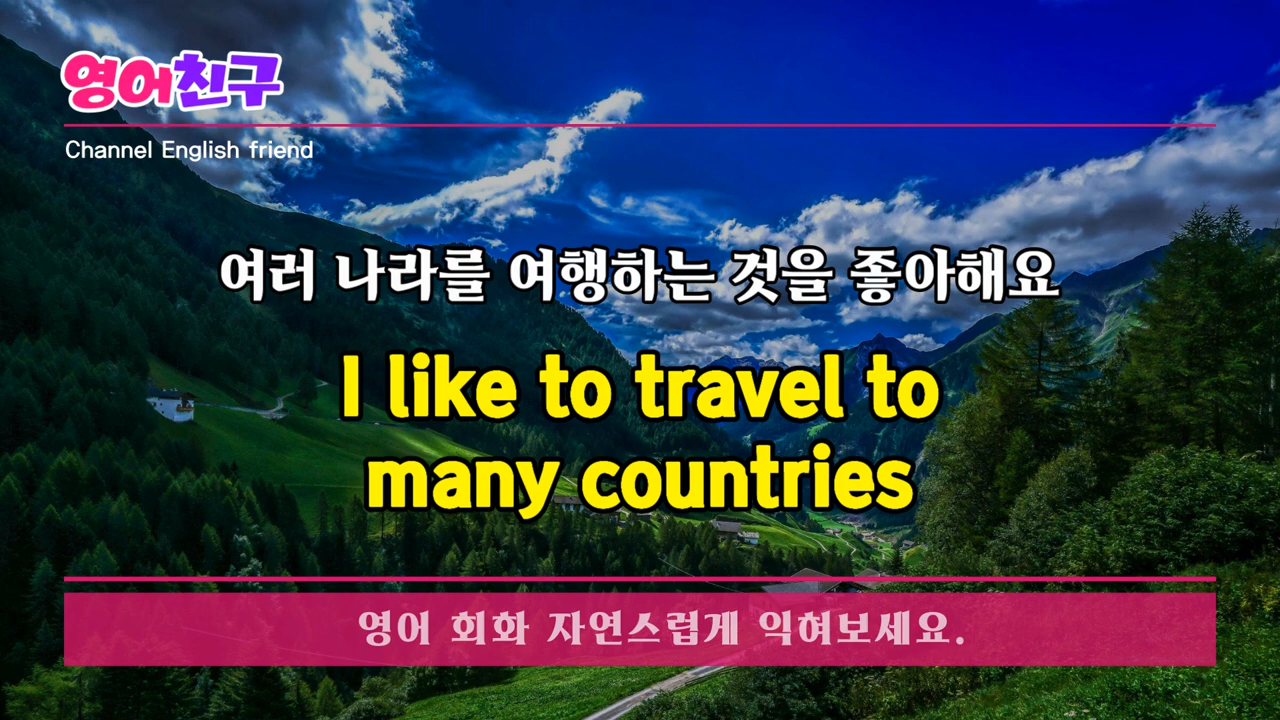 영어친구
Channel English friend
여러 나라를 여행하는 것을 좋아해요
I like to travel to
many countries
영어 회화 자연스럽게 익혀보세요.